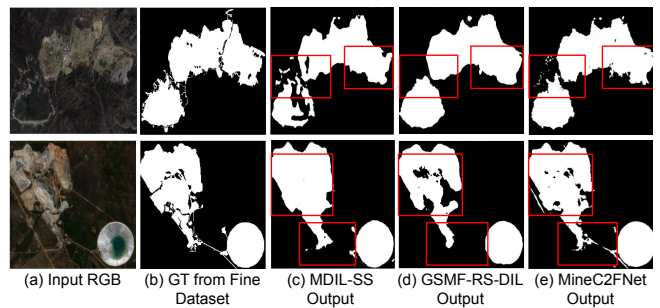 (a) Input RGB (b) GT from Fine (c) MDIL-SS (d) GSMF-RS-DIL (e) MineC2FNet
Dataset Output Output Output